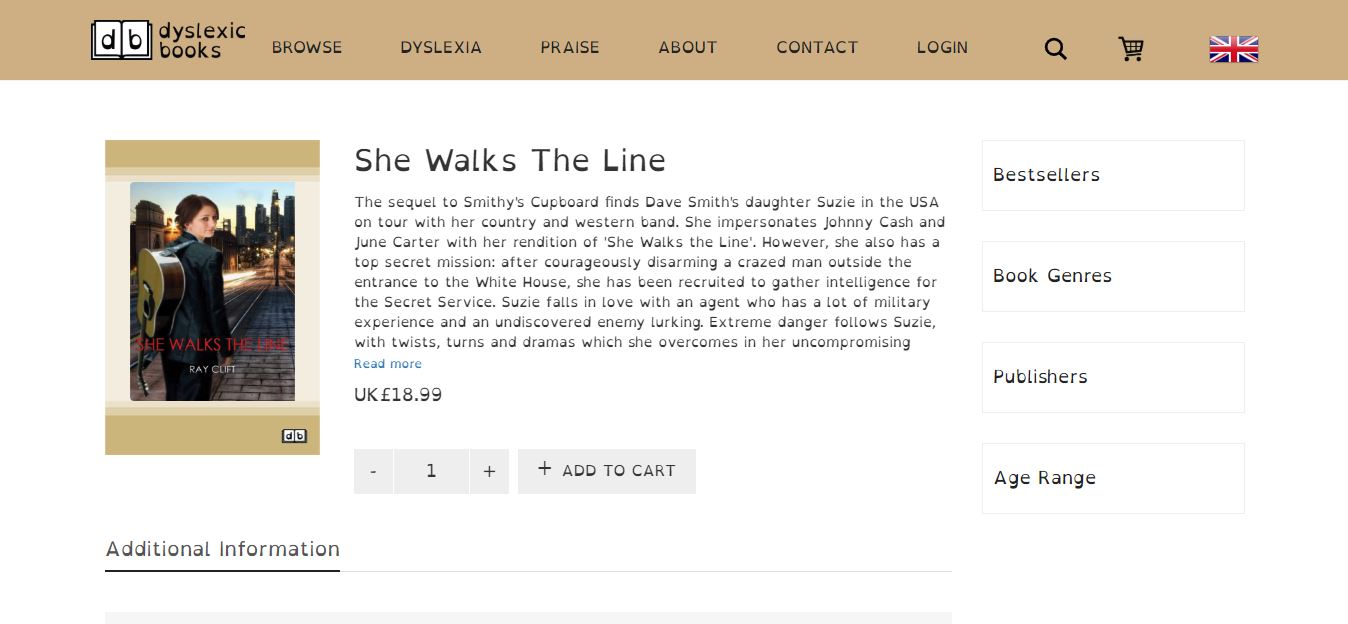 dyslexic
books
BROWSE
DYSLEXIA
PRAISE
ABOUT
CONTACT
LOGIN
She Walks The Line
The sequel to Smithy's Cupboard finds Dave Smith's daughter Suzie in the USA
on tour with her country and western band. She impersonates Johnny Cash and
June Carter with her rendition of 'She Walks the Line'. However, she also has a
top secret mission: after courageously disarming a crazed man outside the
entrance to the White House, she has been recruited to gather intelligence for
the Secret Service. Suzie falls in love with an agent who has a lot of military
experience and an undiscovered enemy lurking. Extreme danger follows Suzie,
with twists, turns and dramas which she overcomes in her uncompromising
Read more
UK£18.99
- 1 +
+ ADD TO CART
SHE WALKS THE LINE
RAY CLIFT
db
Bestsellers
Book Genres
Publishers
Age Range
Additional Information